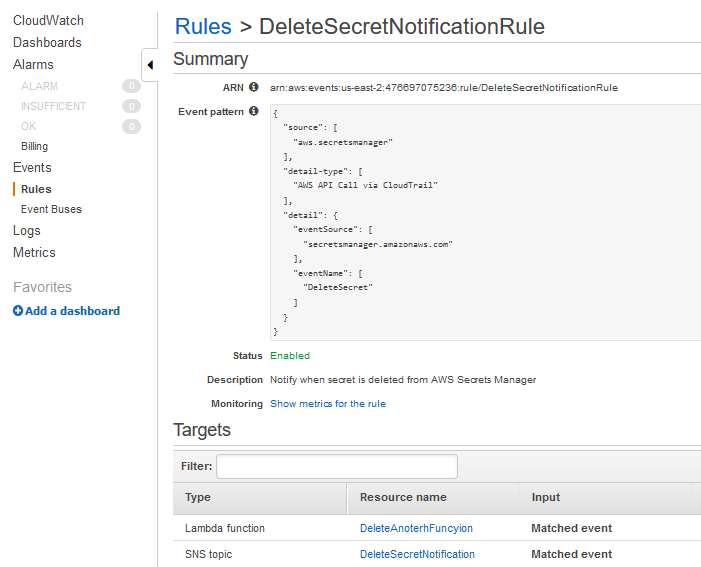 CloudWatch
Dashboards
Alarms
ALARM 0
INSUFFICIENT 0
OK 0
Billing
Events
Rules
Event Buses
Logs
Metrics
Favorites
Add a dashboard
Rules > DeleteSecretNotificationRule
Summary
ARN arn:aws:events:us-east-2:476697075236:rule/DeleteSecretNotificationRule
Event pattern
{
"source": [
"aws.secretsmanager"
],
"detail-type": [
"AWS API Call via CloudTrail"
],
"detail": {
"eventSource": [
"secretsmanager.amazonaws.com"
],
"eventName": [
"DeleteSecret"
]
}
}
Status Enabled
Description Notify when secret is deleted from AWS Secrets Manager
Monitoring Show metrics for the rule
Targets
Filter:
Type Resource name Input
Lambda function DeleteAnoterhFuncyion Matched event
SNS topic DeleteSecretNotification Matched event